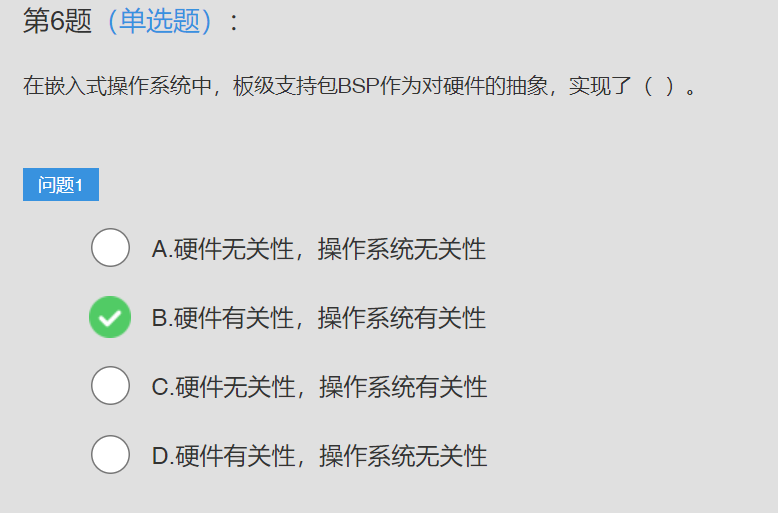 第6题（单选题）：
在嵌入式操作系统中，板级支持包BSP作为对硬件的抽象，实现了（ ）。
问题1
A.硬件无关性，操作系统无关性
B.硬件有关性，操作系统有关性
C.硬件无关性，操作系统有关性
D.硬件有关性，操作系统无关性